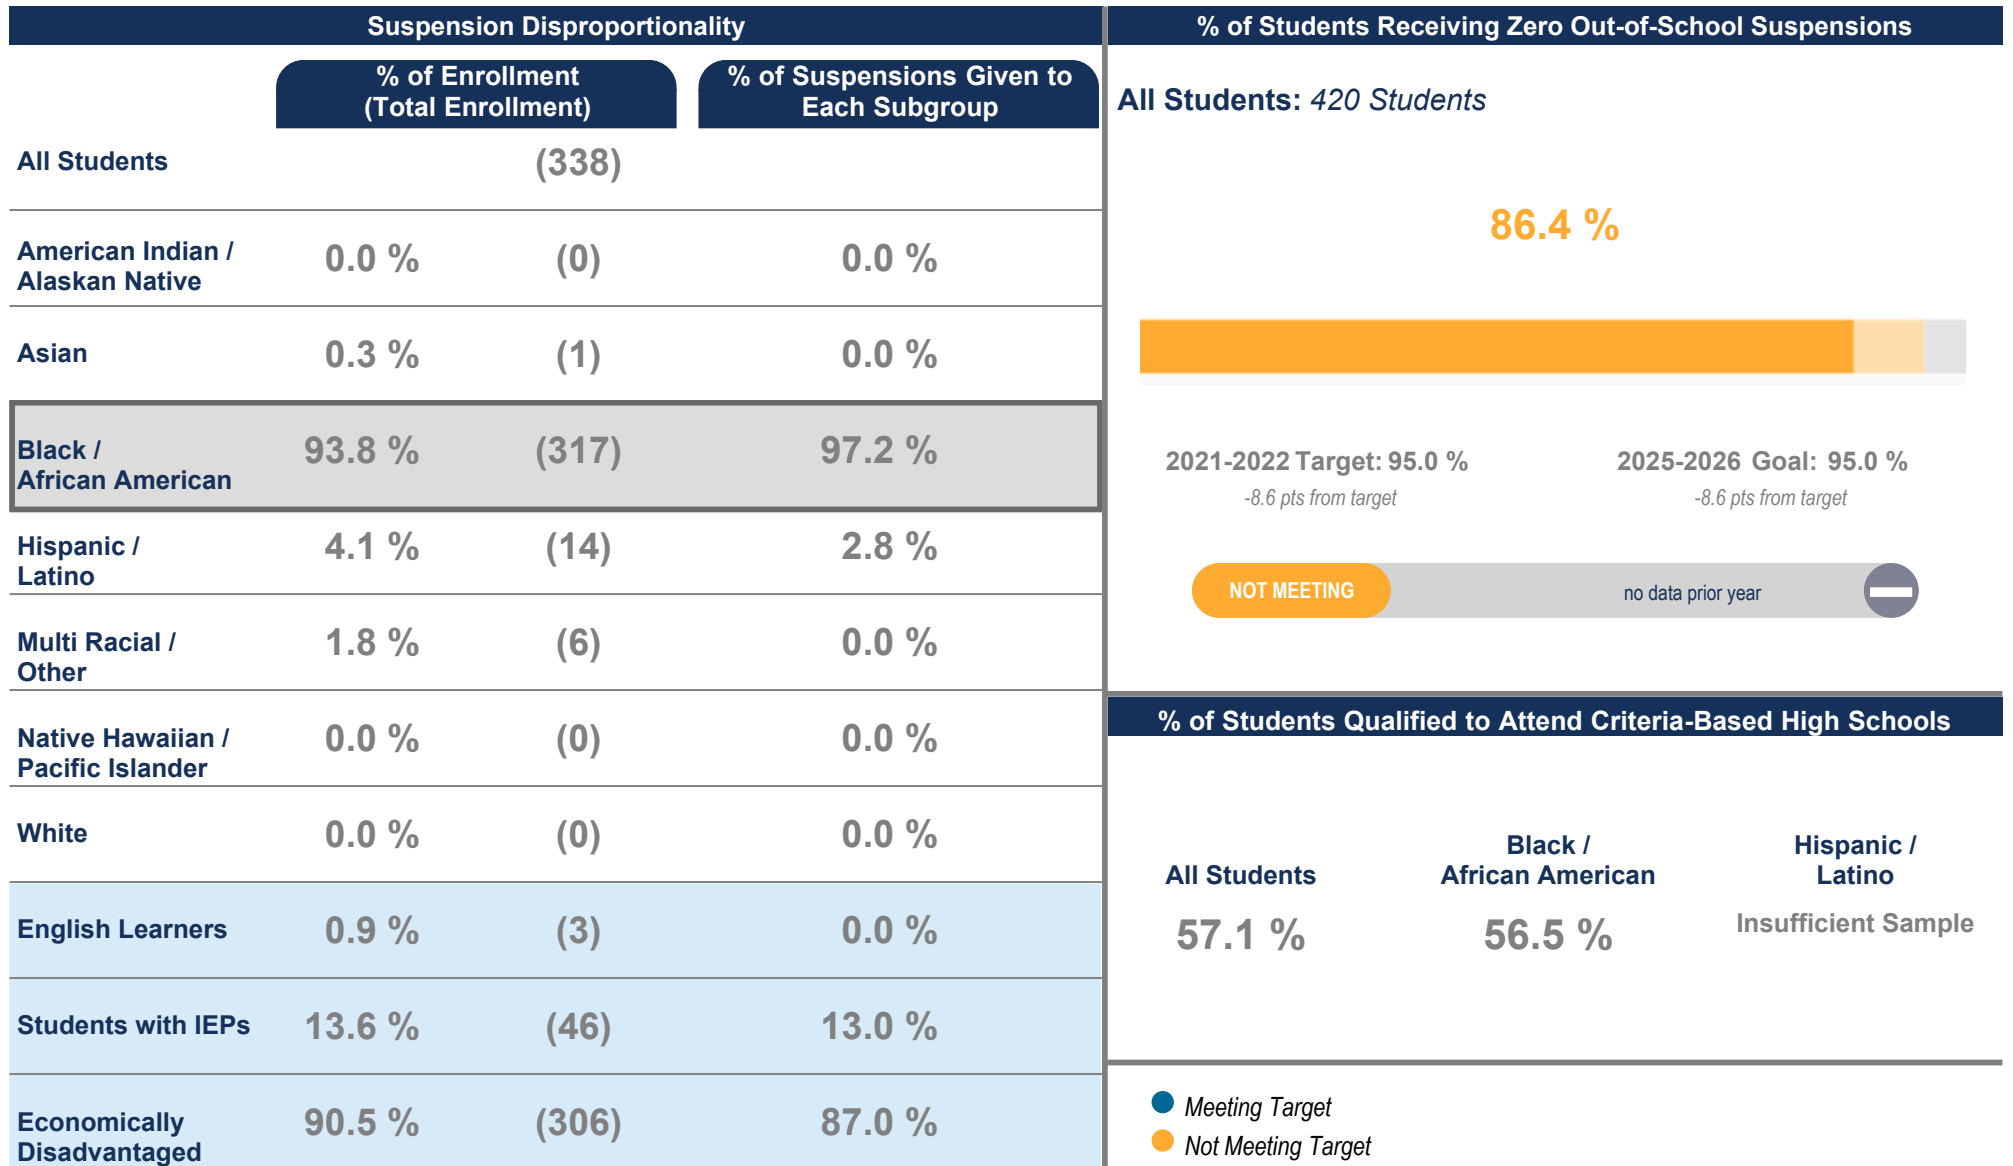 Suspension Disproportionality
% of Enrollment
(Total Enrollment)
% of Suspensions Given to
Each Subgroup
All Students
(338)
American Indian /
Alaskan Native
0.0 % (0) 0.0 %
Asian 0.3 % (1) 0.0 %
Black /
African American
93.8 % (317) 97.2 %
Hispanic /
Latino
4.1 % (14) 2.8 %
Multi Racial /
Other
1.8 % (6) 0.0 %
Native Hawaiian /
Pacific Islander
0.0 % (0) 0.0 %
White 0.0 % (0) 0.0 %
English Learners 0.9 % (3) 0.0 %
Students with IEPs 13.6 % (46) 13.0 %
Economically
Disadvantaged
90.5 % (306) 87.0 %
% of Students Receiving Zero Out-of-School Suspensions
All Students: 420 Students
86.4 %
2021-2022 Target: 95.0 %
-8.6 pts from target
2025-2026 Goal: 95.0 %
-8.6 pts from target
NOT MEETING
no data prior year
% of Students Qualified to Attend Criteria-Based High Schools
All Students
57.1 %
Black /
African American
56.5 %
Hispanic /
Latino
Insufficient Sample
Meeting Target
Not Meeting Target